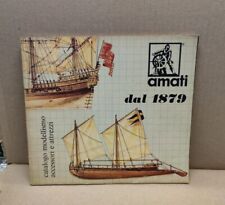 amati
dal 1879
catalogo modellismo
accessori e attrezzi